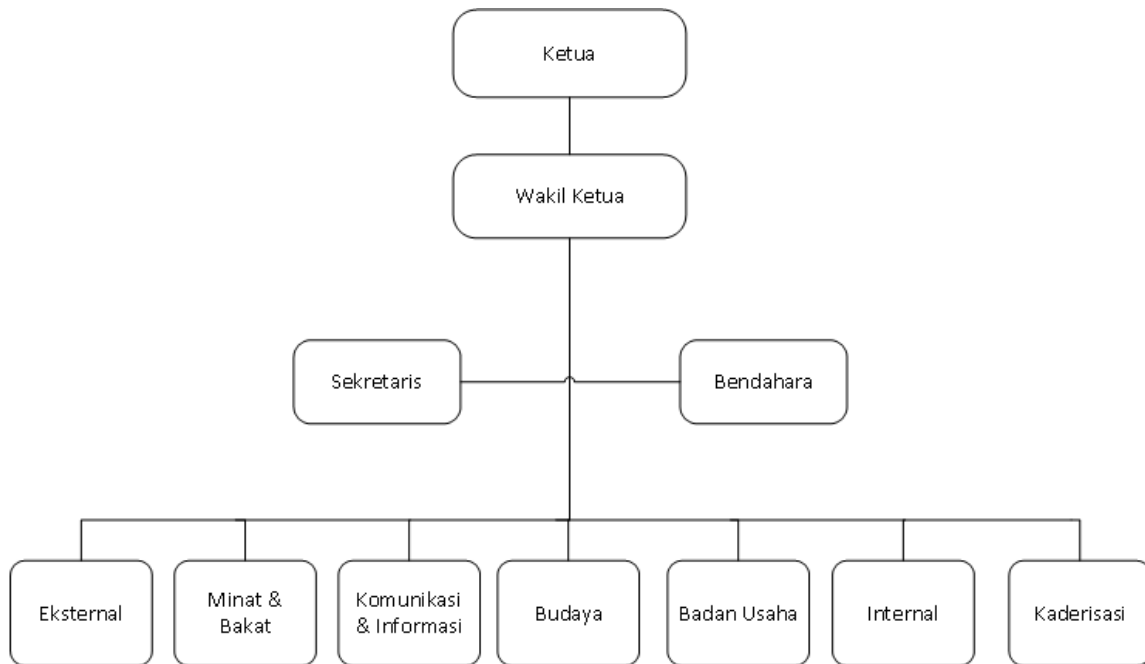 Ketua
Wakil Ketua
Sekretaris
Bendahara
Eksternal
Minat &
Bakat
Komunikasi
& Informasi
Budaya
Badan Usaha
Internal
Kaderisasi